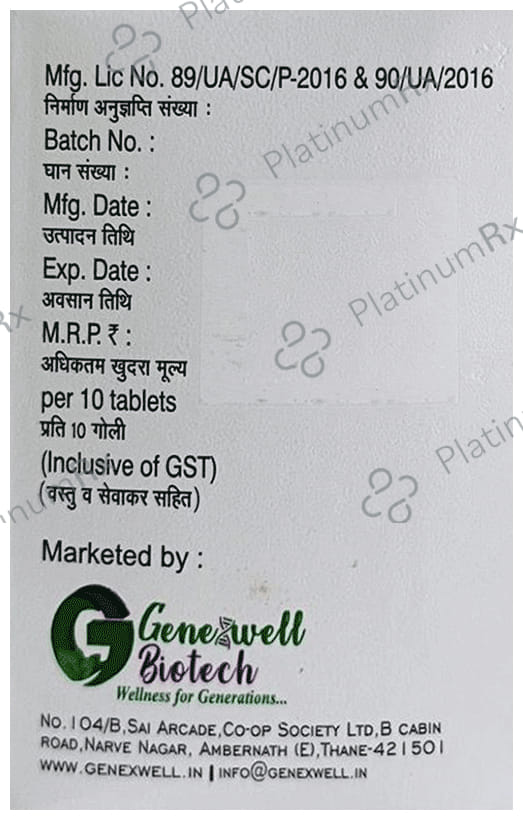 Mfg. Lic No. 89/UA/SC/P-2016 & 90/UA/2016
निर्माण अनुज्ञप्ति संख्या :
Batch No. :
घान संख्या :
Mfg. Date :
उत्पादन तिथि
Exp. Date :
अवसान तिथि
M.R.P. ₹ :
अधिकतम खुदरा मूल्य
per 10 tablets
प्रति 10 गोली
(Inclusive of GST)
(वस्तु व सेवाकर सहित)
Marketed by :
Genexwell
Biotech
Wellness for Generations...
No. 104/B, Sai Arcade, Co-op Society Ltd, B Cabin
Road, Narve Nagar, Ambernath (E), Thane-421501
www.genexwell.in | info@genexwell.in
PlatinumRx
PlatinumRx